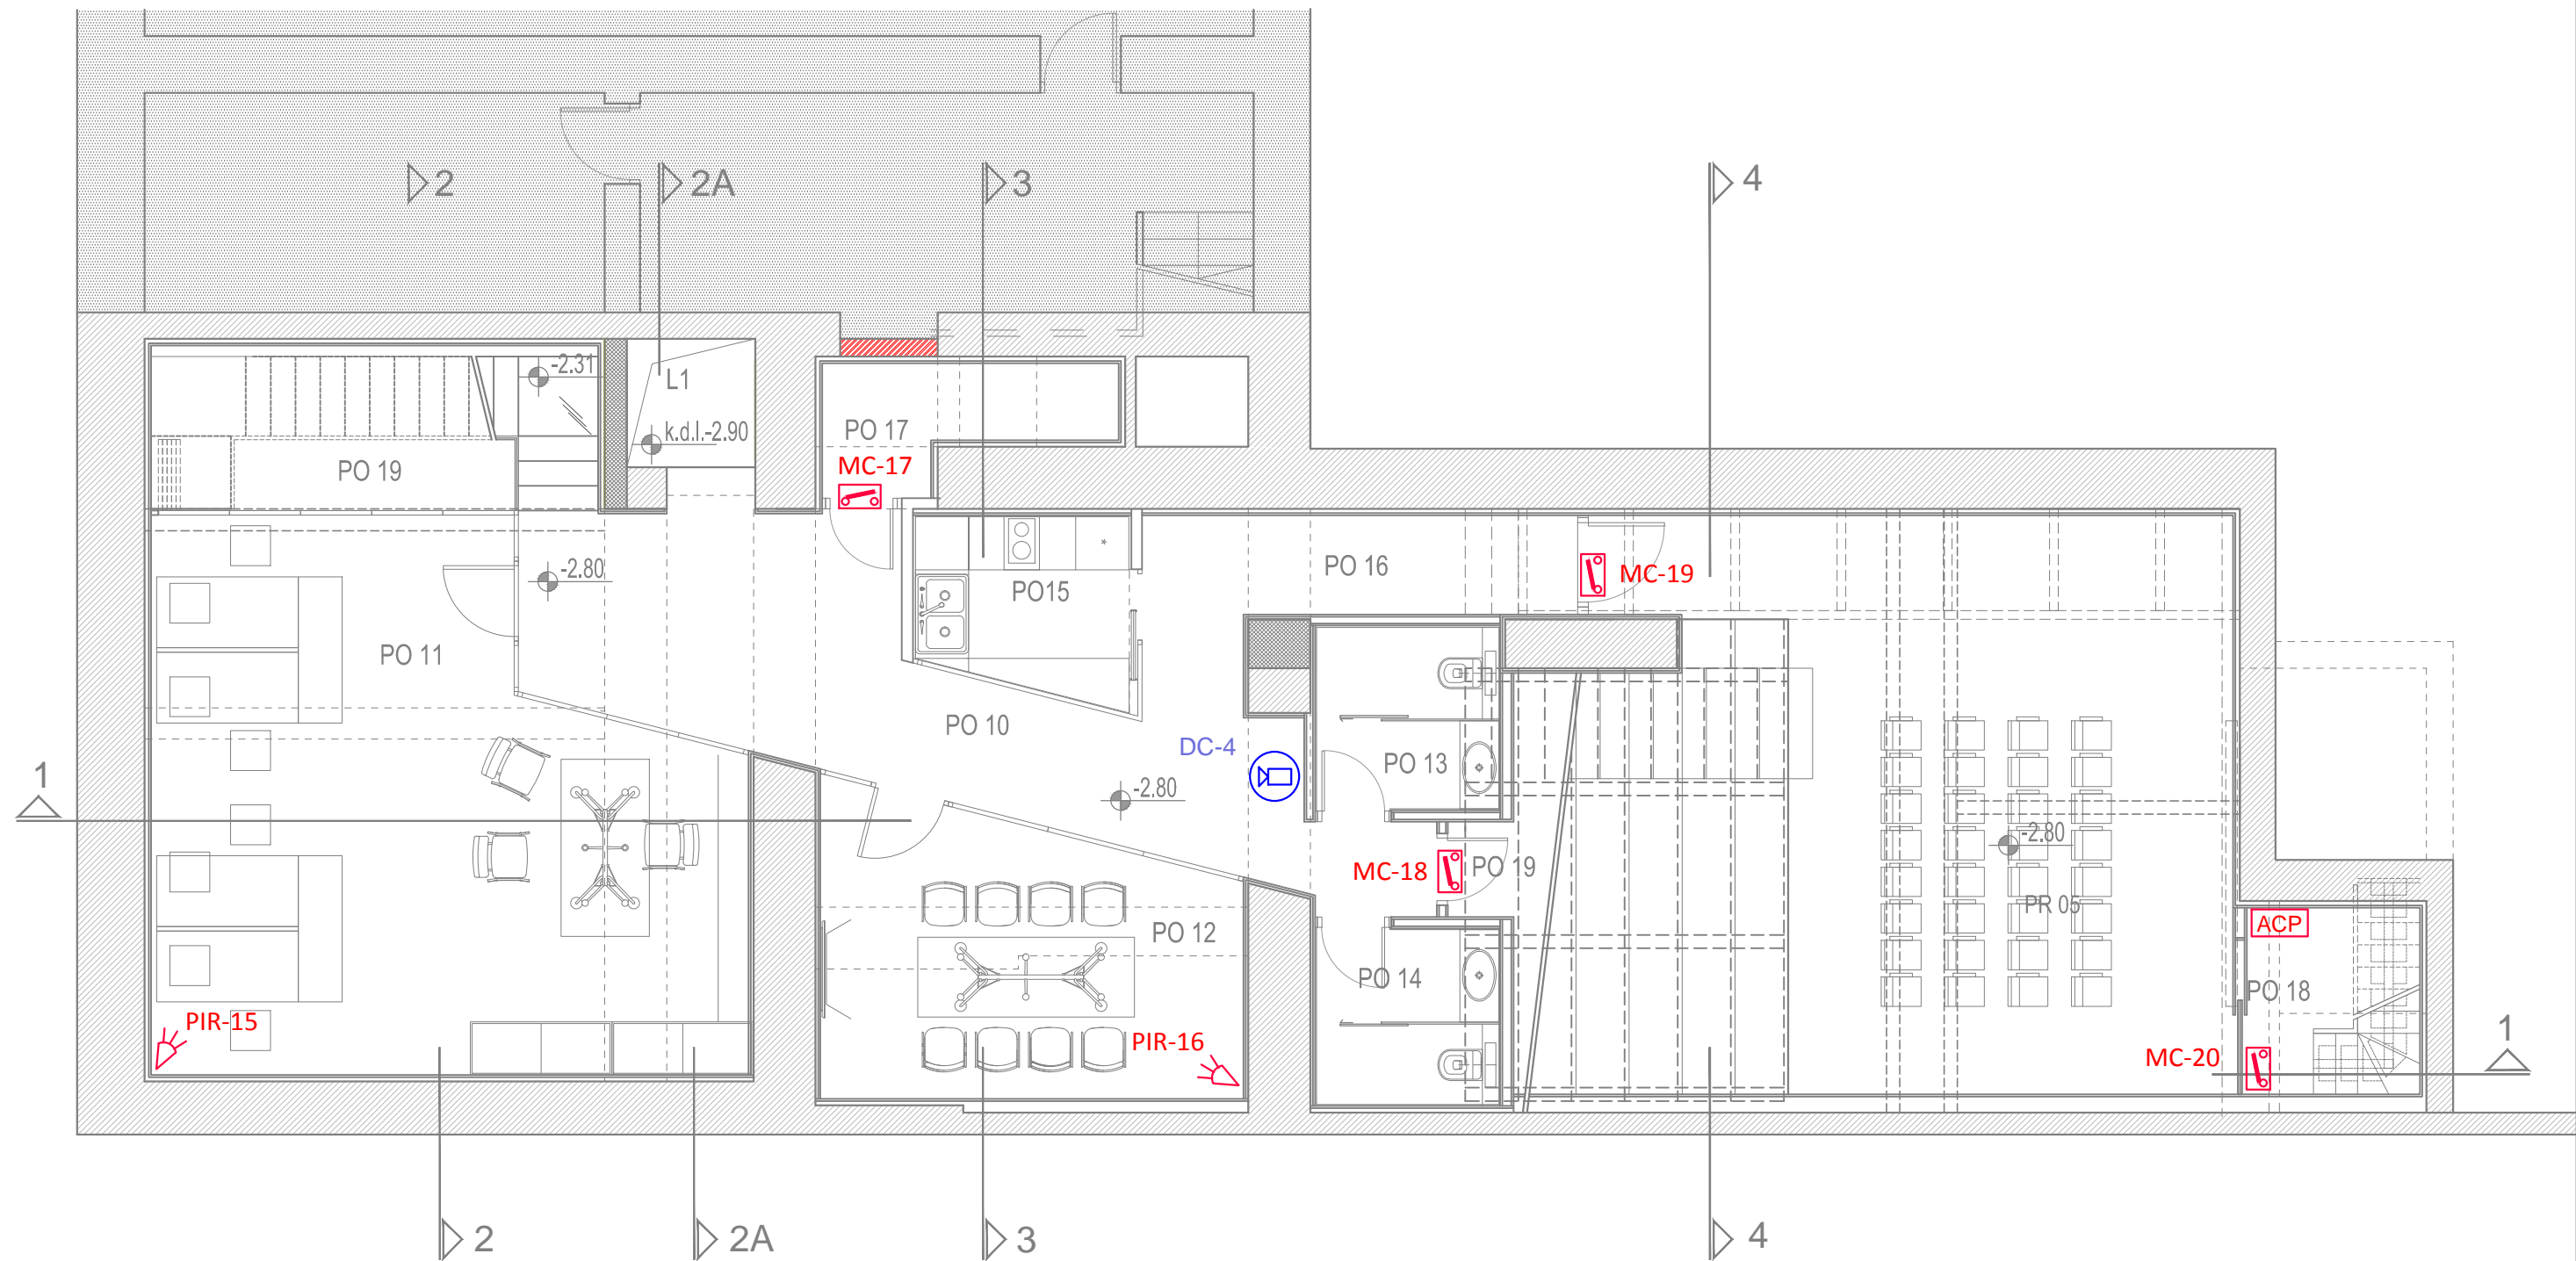 2
2A
3
4
-2.31
L1
k.d.l.-2.90
PO 17
MC-17
PO 19
-2.80
PO 16
MC-19
PO15
*
PO 11
PO 10
DC-4
PO 13
-2.80
1
-2.80
MC-18
PO 19
PR 05
PO 12
ACP
PO 14
PO 18
PIR-15
PIR-16
MC-20
1
2
2A
3
4